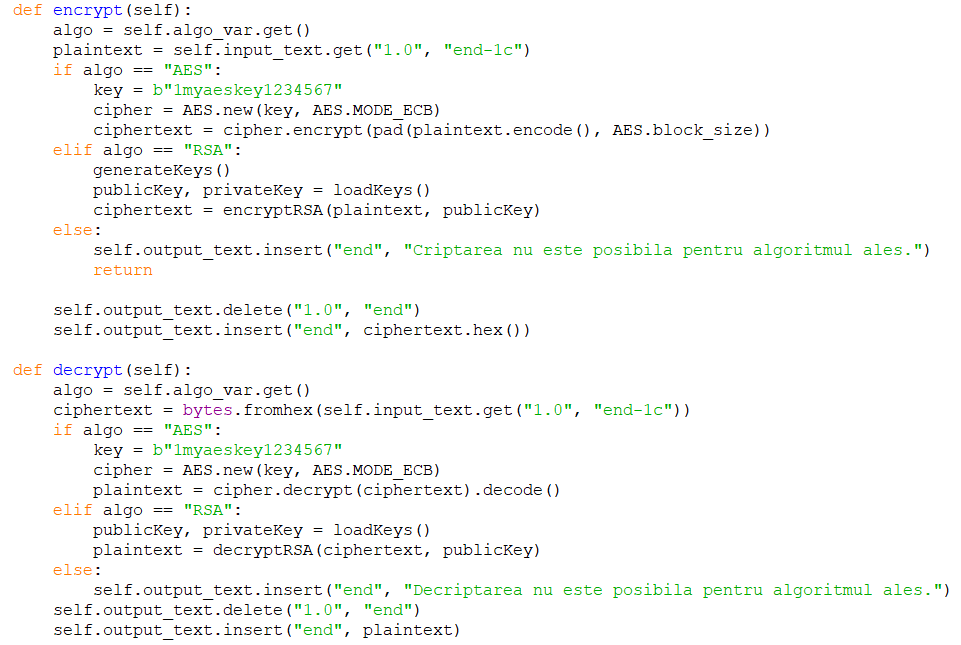 def encrypt(self):
    algo = self.algo_var.get()
    plaintext = self.input_text.get("1.0", "end-1c")
    if algo == "AES":
        key = b"1myaeskey1234567"
        cipher = AES.new(key, AES.MODE_ECB)
        ciphertext = cipher.encrypt(pad(plaintext.encode(), AES.block_size))
    elif algo == "RSA":
        generateKeys()
        publicKey, privateKey = loadKeys()
        ciphertext = encryptRSA(plaintext, publicKey)
    else:
        self.output_text.insert("end", "Criptarea nu este posibila pentru algoritmul ales.")
        return

    self.output_text.delete("1.0", "end")
    self.output_text.insert("end", ciphertext.hex())

def decrypt(self):
    algo = self.algo_var.get()
    ciphertext = bytes.fromhex(self.input_text.get("1.0", "end-1c"))
    if algo == "AES":
        key = b"1myaeskey1234567"
        cipher = AES.new(key, AES.MODE_ECB)
        plaintext = cipher.decrypt(ciphertext).decode()
    elif algo == "RSA":
        publicKey, privateKey = loadKeys()
        plaintext = decryptRSA(ciphertext, publicKey)
    else:
        self.output_text.insert("end", "Decriptarea nu este posibila pentru algoritmul ales.")
    self.output_text.delete("1.0", "end")
    self.output_text.insert("end", plaintext)